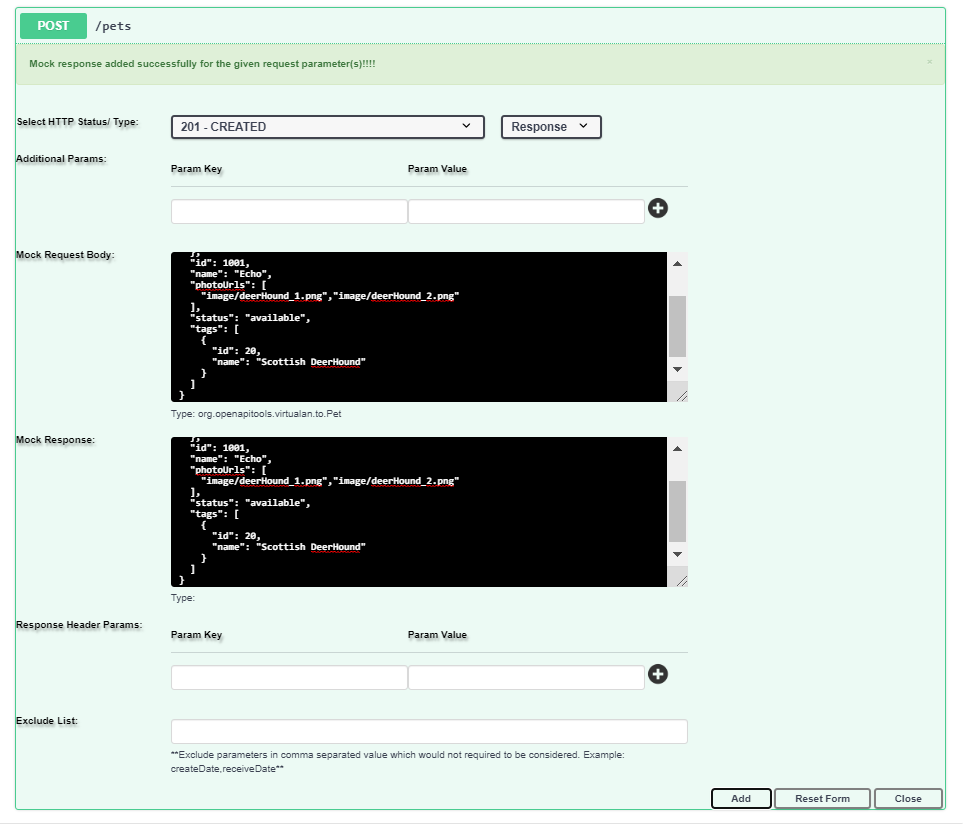 POST /pets
Mock response added successfully for the given request parameter(s)!!!! ×
Select HTTP Status/ Type: 201 - CREATED Response
Additional Params:
Param Key Param Value
Mock Request Body:
},
"id": 1001,
"name": "Echo",
"photoUrls": [
"image/deerHound_1.png","image/deerHound_2.png"
],
"status": "available",
"tags": [
{
"id": 20,
"name": "Scottish DeerHound"
}
]
}
Type: org.openapitools.virtualan.to.Pet
Mock Response:
},
"id": 1001,
"name": "Echo",
"photoUrls": [
"image/deerHound_1.png","image/deerHound_2.png"
],
"status": "available",
"tags": [
{
"id": 20,
"name": "Scottish DeerHound"
}
]
}
Type:
Response Header Params:
Param Key Param Value
Exclude List:
**Exclude parameters in comma separated value which would not required to be considered. Example:
createDate,receiveDate**
Add Reset Form Close